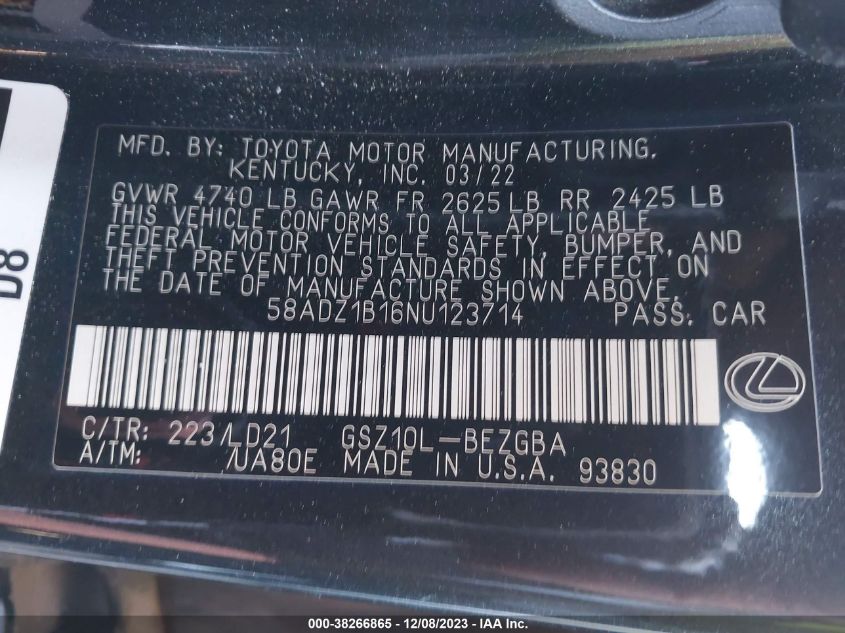 MFD. BY: TOYOTA MOTOR MANUFACTURING,
KENTUCKY, INC. 03/22
GVWR 4740 LB GAWR FR 2625 LB RR 2425 LB
THIS VEHICLE CONFORMS TO ALL APPLICABLE
FEDERAL MOTOR VEHICLE SAFETY, BUMPER, AND
THEFT PREVENTION STANDARDS IN EFFECT ON
THE DATE OF MANUFACTURE SHOWN ABOVE.
58ADZ1B16NU123714 PASS. CAR
C/TR: 223/LD21 GSZ10L-BEZGBA
A/TM: /UA80E MADE IN U.S.A. 93830
000-38266865 - 12/08/2023 - IAA Inc.